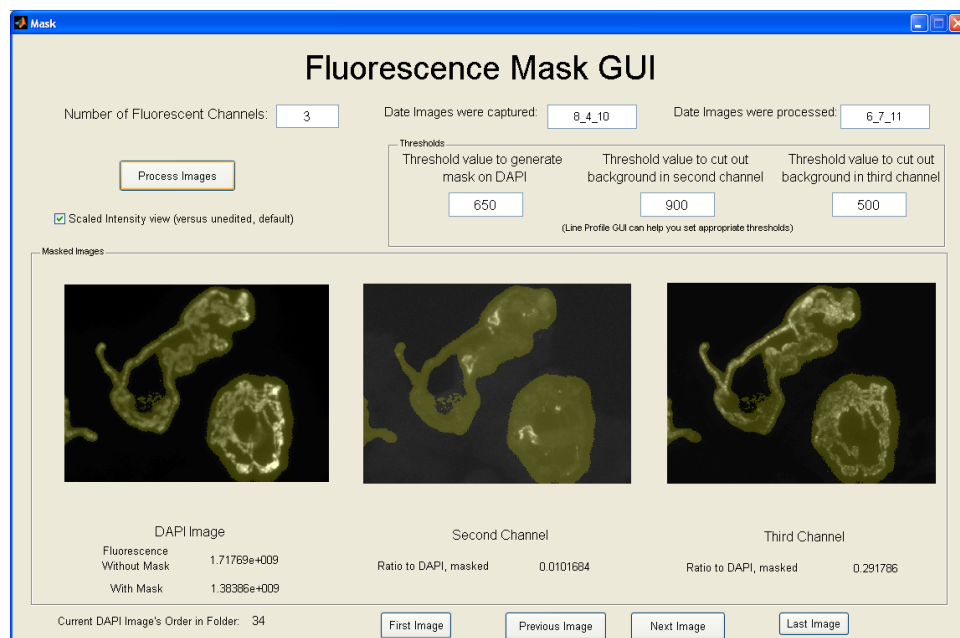 Mask
Fluorescence Mask GUI
Number of Fluorescent Channels: 3
Date Images were captured: 8_4_10
Date Images were processed: 6_7_11
Process Images
Scaled Intensity view (versus unedited, default)
Thresholds
Threshold value to generate
mask on DAPI
650
Threshold value to cut out
background in second channel
900
Threshold value to cut out
background in third channel
500
(Line Profile GUI can help you set appropriate thresholds)
Masked Images
DAPI Image
Fluorescence
Without Mask 1.71769e+009
With Mask 1.38386e+009
Second Channel
Ratio to DAPI, masked 0.0101684
Third Channel
Ratio to DAPI, masked 0.291786
Current DAPI Image's Order in Folder: 34
First Image
Previous Image
Next Image
Last Image